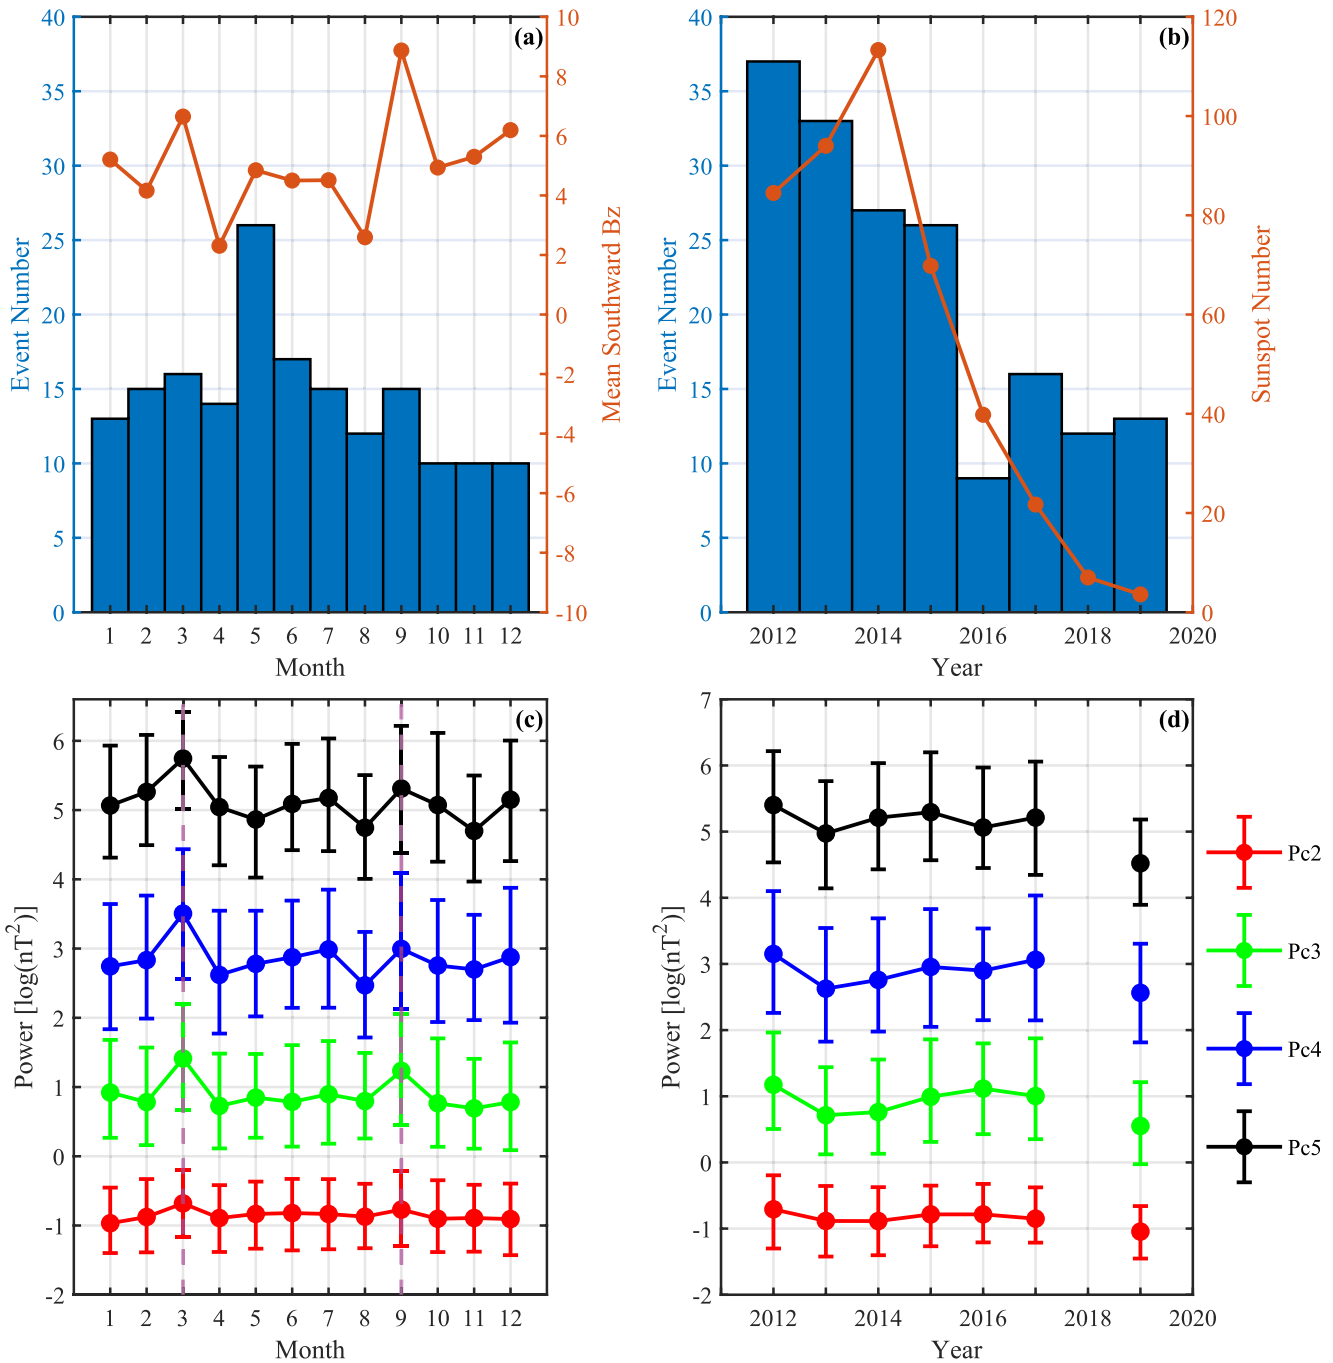 (a)
40
35
30
25
20
15
10
5
0
Event Number
10
8
6
4
2
0
-2
-4
-6
-8
-10
Mean Southward Bz
1 2 3 4 5 6 7 8 9 10 11 12
Month
(b)
40
35
30
25
20
15
10
5
0
Event Number
120
100
80
60
40
20
0
Sunspot Number
2012 2014 2016 2018 2020
Year
(c)
6
5
4
3
2
1
0
-1
-2
Power [log(nT²)]
1 2 3 4 5 6 7 8 9 10 11 12
Month
(d)
7
6
5
4
3
2
1
0
-1
-2
Power [log(nT²)]
2012 2014 2016 2018 2020
Year
Pc2
Pc3
Pc4
Pc5